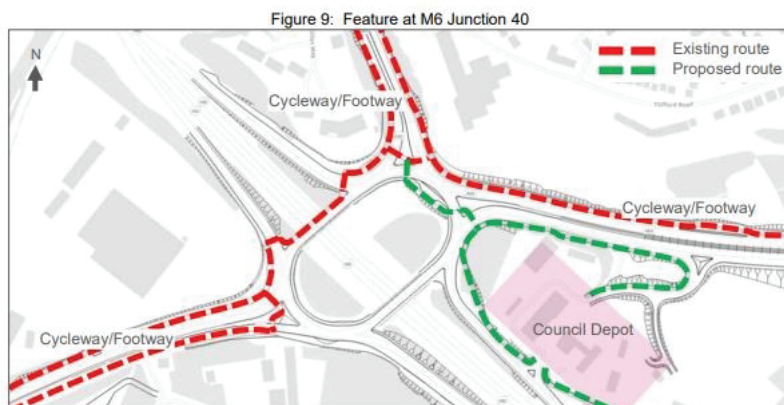 Figure 9: Feature at M6 Junction 40
N
Existing route
Proposed route
Cycleway/Footway
Cycleway/Footway
Cycleway/Footway
Council Depot